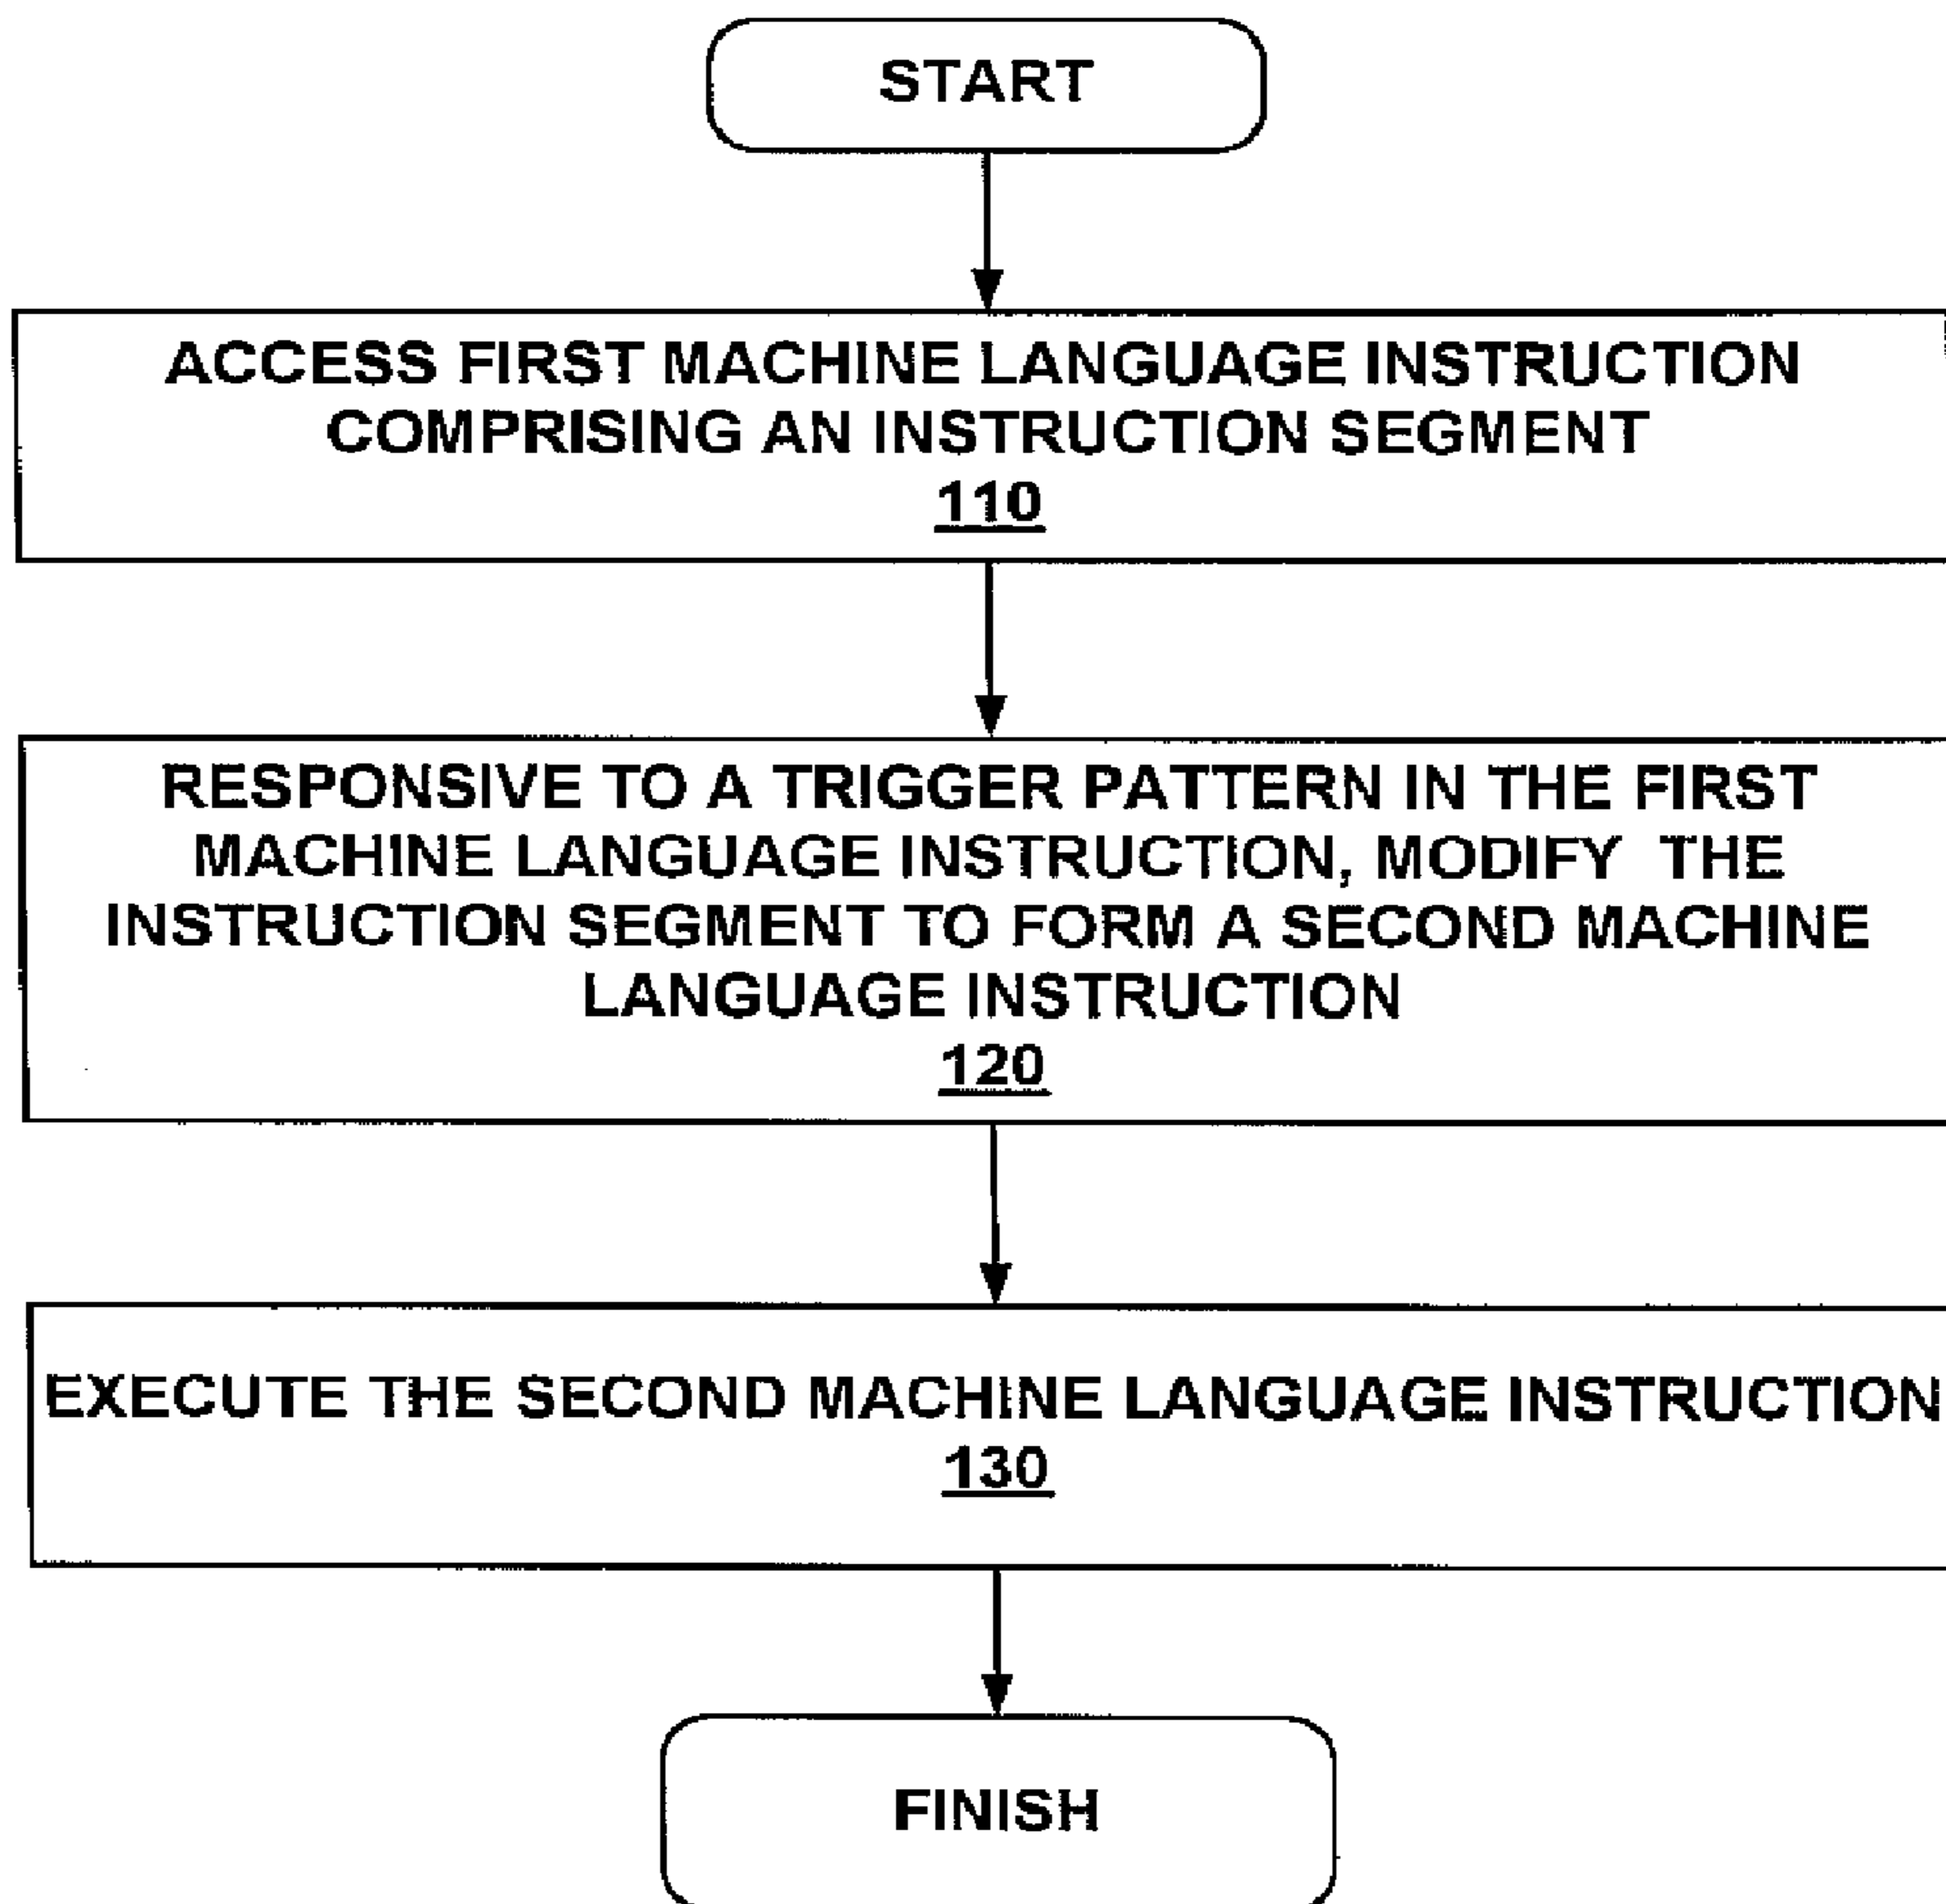 START
ACCESS FIRST MACHINE LANGUAGE INSTRUCTION
COMPRISING AN INSTRUCTION SEGMENT
110
RESPONSIVE TO A TRIGGER PATTERN IN THE FIRST
MACHINE LANGUAGE INSTRUCTION, MODIFY THE
INSTRUCTION SEGMENT TO FORM A SECOND MACHINE
LANGUAGE INSTRUCTION
120
EXECUTE THE SECOND MACHINE LANGUAGE INSTRUCTION
130
FINISH